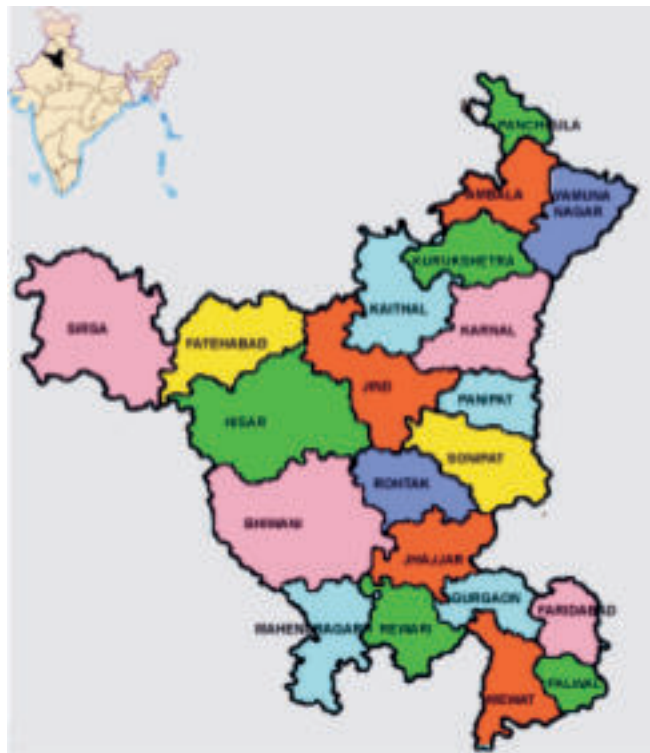 PANCHKULA
AMBALA
YAMUNA
NAGAR
KURUKSHETRA
KAITHAL
KARNAL
SIRSA
FATEHABAD
JIND
PANIPAT
HISAR
SONIPAT
ROHTAK
BHIWANI
JHAJJAR
GURGAON
FARIDABAD
MAHENDRAGARH
REWARI
MEWAT
PALWAL